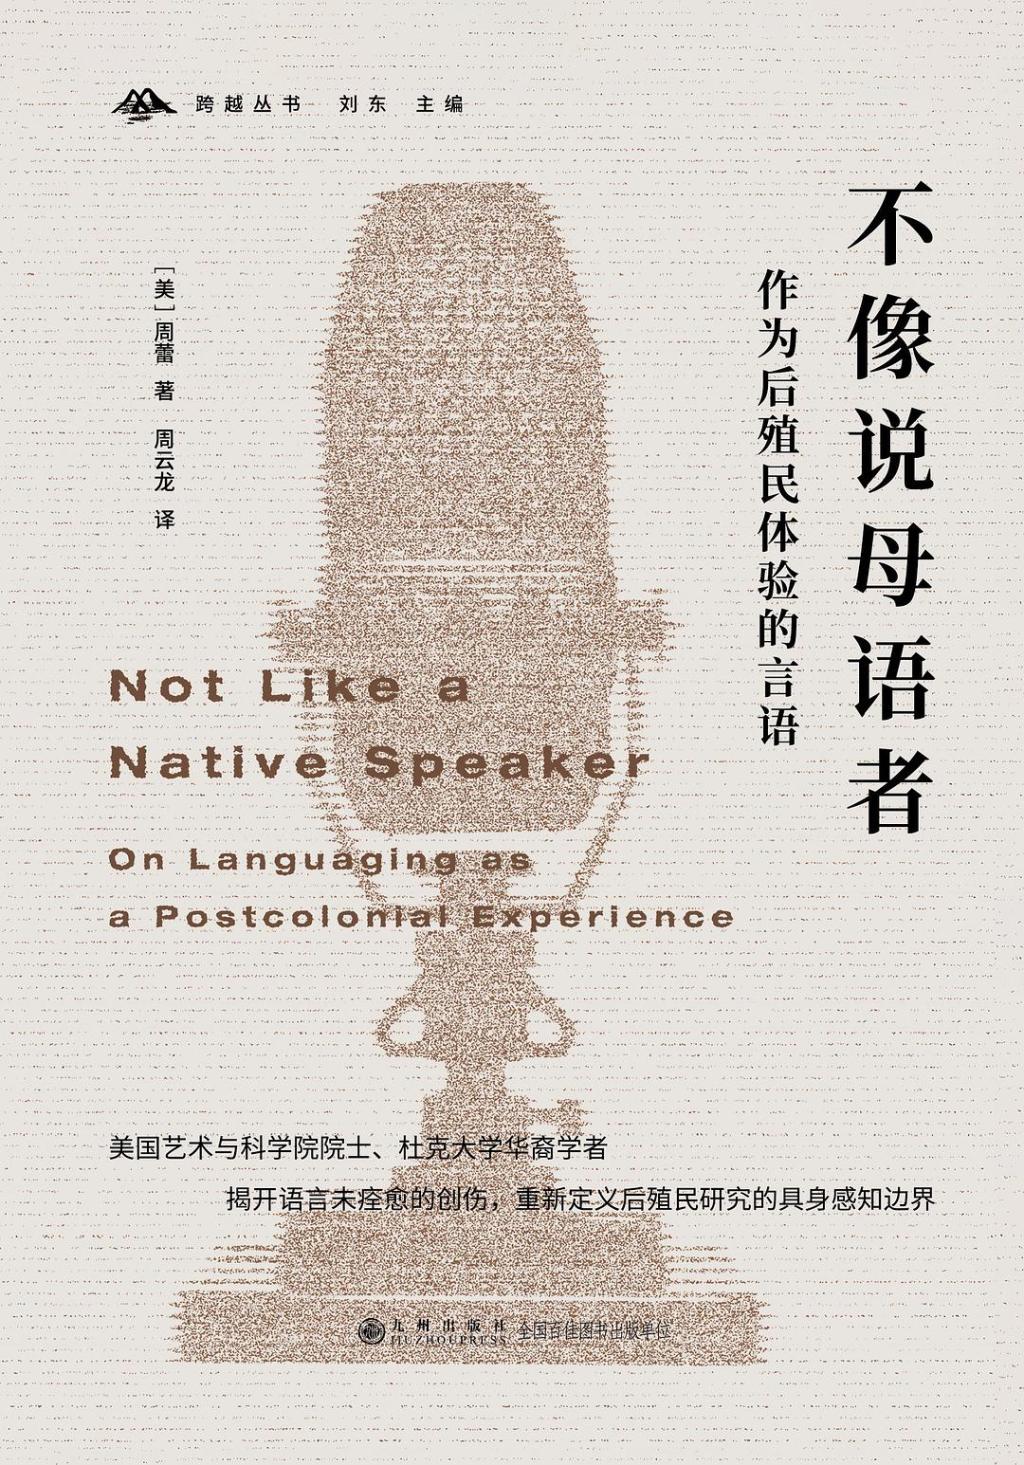 跨越丛书 刘东 主编
不像说母语者
作为后殖民体验的言语
[美]周蕾 著 周云龙 译
Not Like a
Native Speaker
On Languaging as
a Postcolonial Experience
美国艺术与科学院院士、杜克大学华裔学者
揭开语言未痊愈的创伤，重新定义后殖民研究的具身感知边界
九州出版社
JIUZHOUPRESS
全国百佳图书出版单位